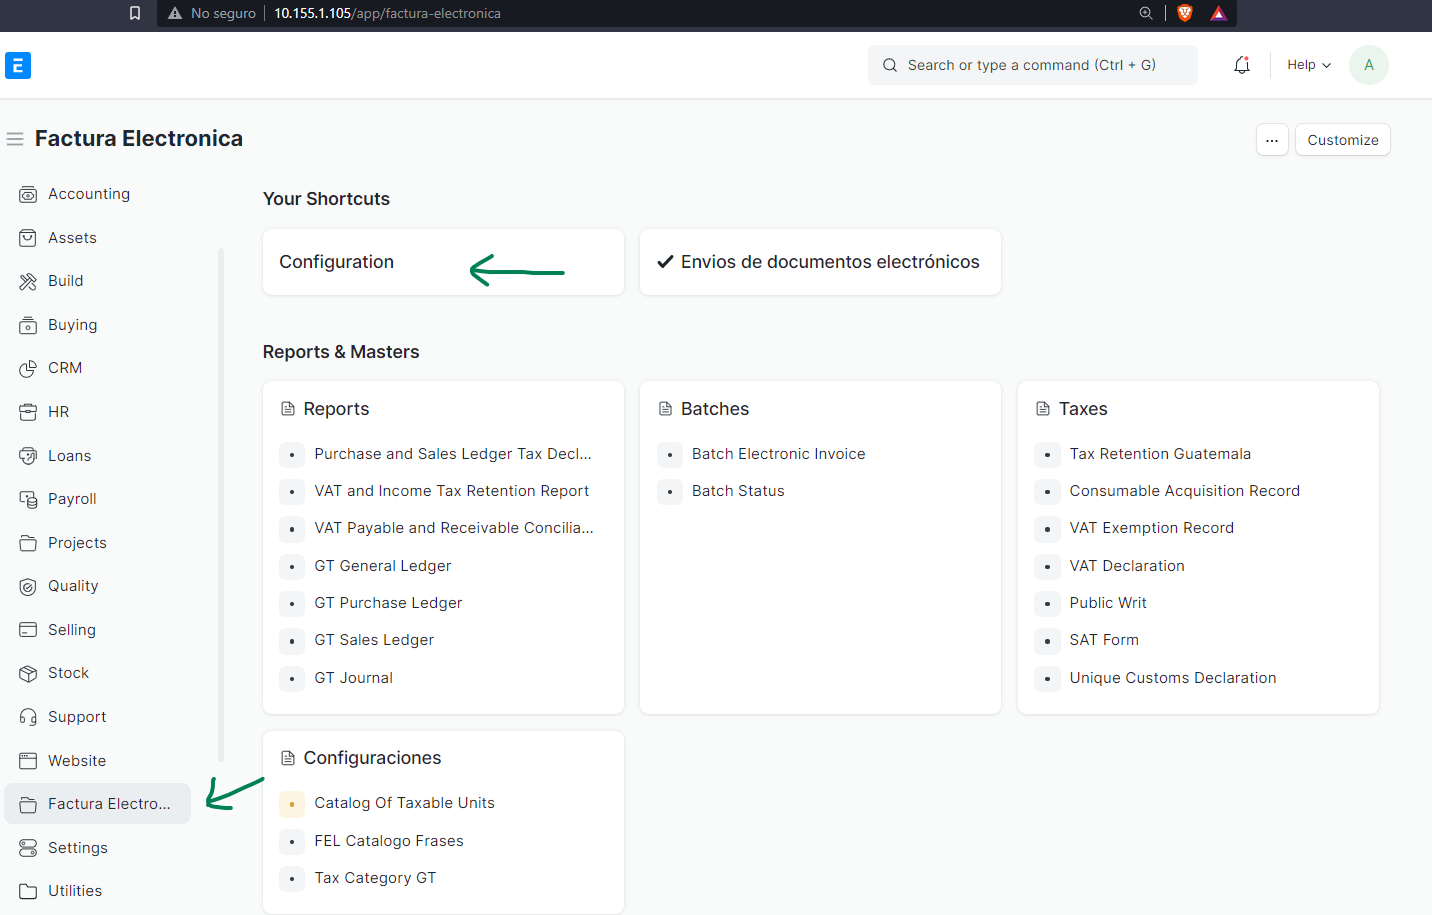 No seguro
10.155.1.105/app/factura-electronica
E
Search or type a command (Ctrl + G)
Help
A
Factura Electronica
...
Customize
Accounting
Assets
Build
Buying
CRM
HR
Loans
Payroll
Projects
Quality
Selling
Stock
Support
Website
Factura Electro...
Settings
Utilities
Your Shortcuts
Configuration
Envios de documentos electrónicos
Reports & Masters
Reports
Purchase and Sales Ledger Tax Decl...
VAT and Income Tax Retention Report
VAT Payable and Receivable Concilia...
GT General Ledger
GT Purchase Ledger
GT Sales Ledger
GT Journal
Batches
Batch Electronic Invoice
Batch Status
Taxes
Tax Retention Guatemala
Consumable Acquisition Record
VAT Exemption Record
VAT Declaration
Public Writ
SAT Form
Unique Customs Declaration
Configuraciones
Catalog Of Taxable Units
FEL Catalogo Frases
Tax Category GT